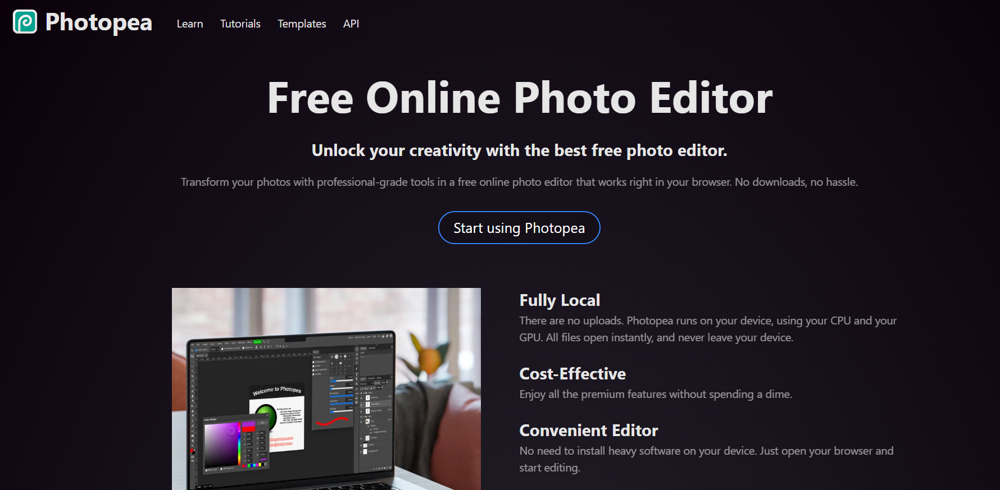 Photopea
Learn
Tutorials
Templates
API
Free Online Photo Editor
Unlock your creativity with the best free photo editor.
Transform your photos with professional-grade tools in a free online photo editor that works right in your browser. No downloads, no hassle.
Start using Photopea
Welcome to Photopea
Color Picker
Fully Local
There are no uploads. Photopea runs on your device, using your CPU and your
GPU. All files open instantly, and never leave your device.
Cost-Effective
Enjoy all the premium features without spending a dime.
Convenient Editor
No need to install heavy software on your device. Just open your browser and
start editing.